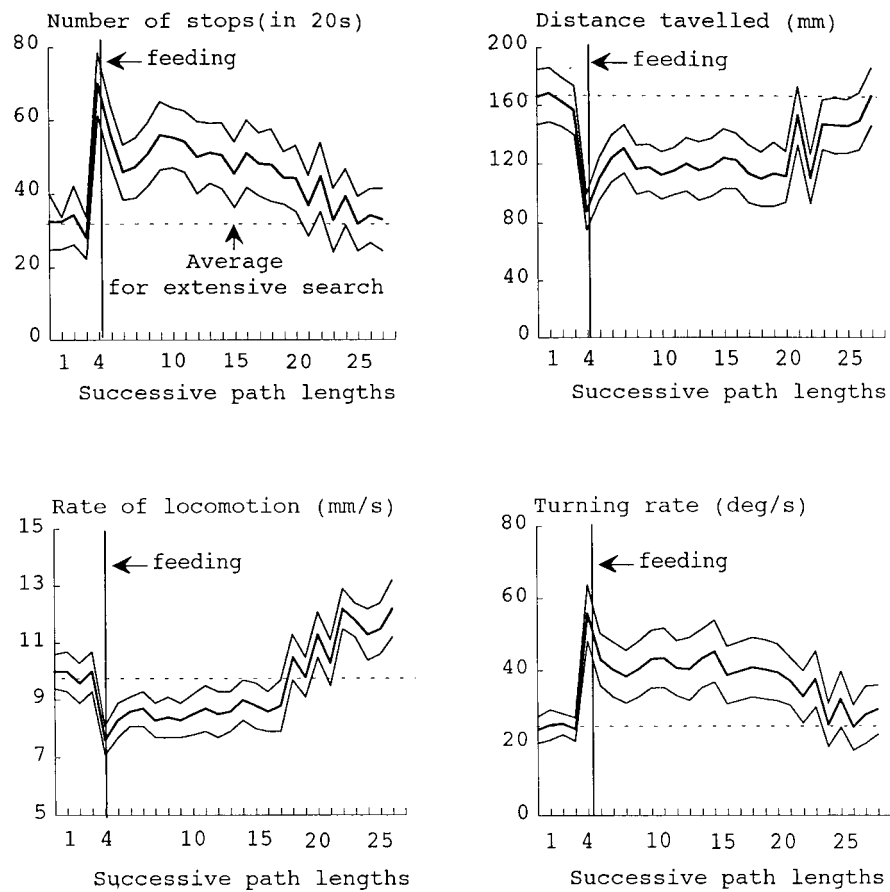 Number of stops(in 20s)
80
60
40
20
0
feeding
Average
for extensive search
1 4 10 15 20 25
Successive path lengths
Distance tavelled (mm)
200
160
120
80
40
0
feeding
1 4 10 15 20 25
Successive path lengths
Rate of locomotion (mm/s)
15
13
11
9
7
5
feeding
1 4 10 15 20 25
Successive path lengths
Turning rate (deg/s)
80
60
40
20
0
feeding
1 4 10 15 20 25
Successive path lengths